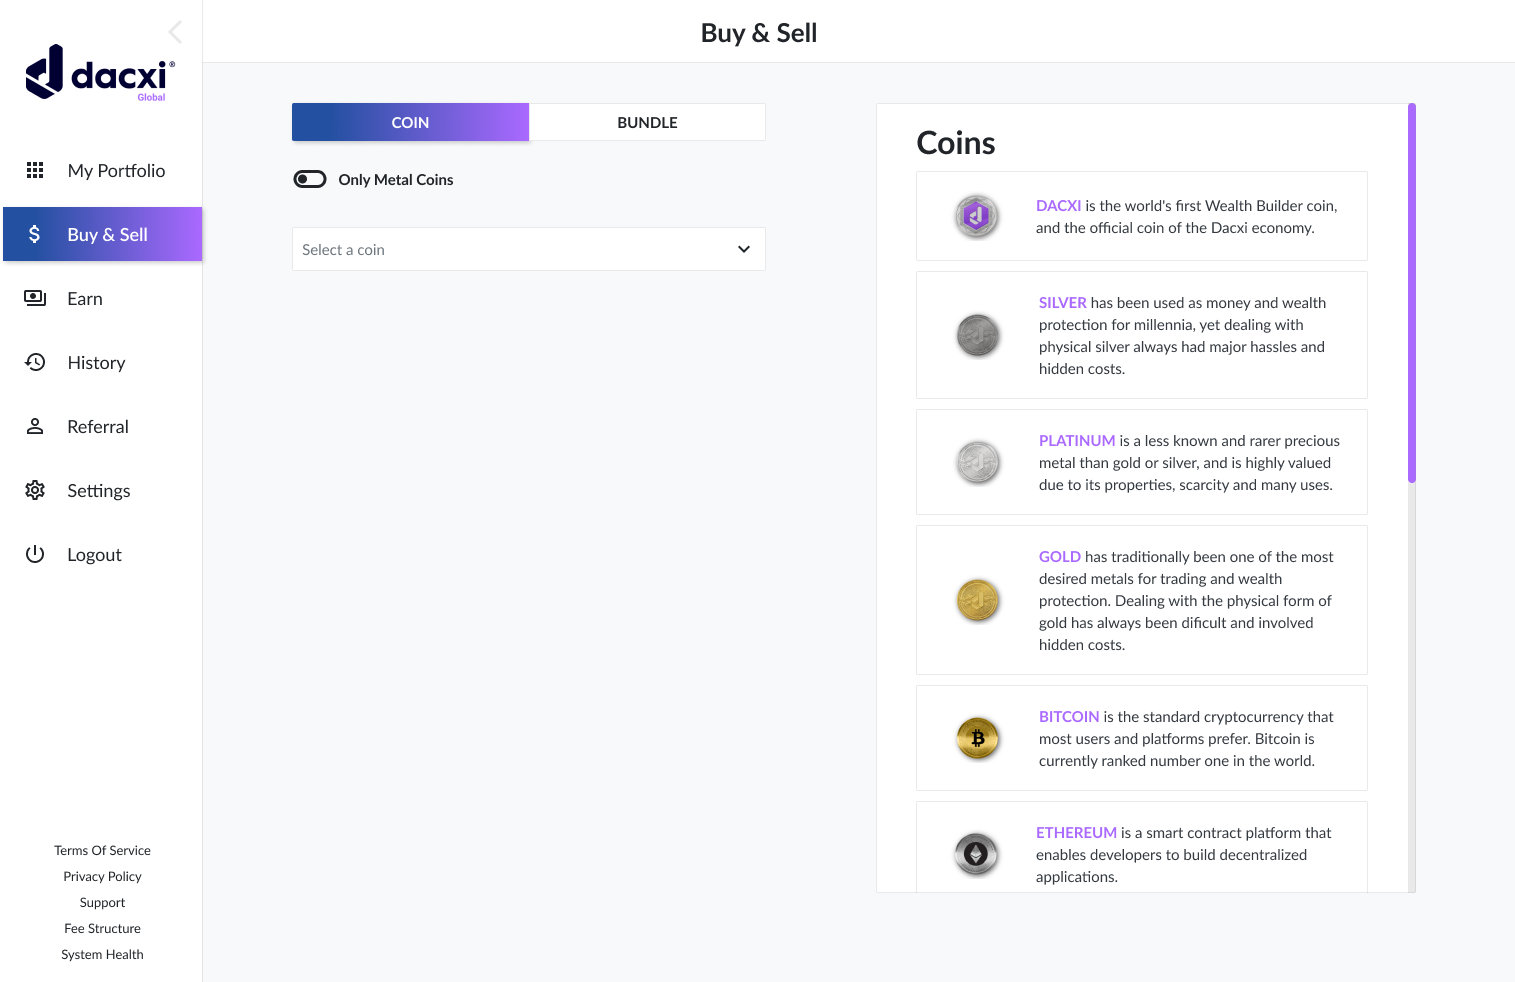 Buy & Sell
dacxi®
Global
My Portfolio
Buy & Sell
Earn
History
Referral
Settings
Logout
Terms Of Service
Privacy Policy
Support
Fee Structure
System Health
COIN
BUNDLE
Only Metal Coins
Select a coin
Coins
DACXI is the world's first Wealth Builder coin,
and the official coin of the Dacxi economy.
SILVER has been used as money and wealth
protection for millennia, yet dealing with
physical silver always had major hassles and
hidden costs.
PLATINUM is a less known and rarer precious
metal than gold or silver, and is highly valued
due to its properties, scarcity and many uses.
GOLD has traditionally been one of the most
desired metals for trading and wealth
protection. Dealing with the physical form of
gold has always been dificult and involved
hidden costs.
BITCOIN is the standard cryptocurrency that
most users and platforms prefer. Bitcoin is
currently ranked number one in the world.
ETHEREUM is a smart contract platform that
enables developers to build decentralized
applications.